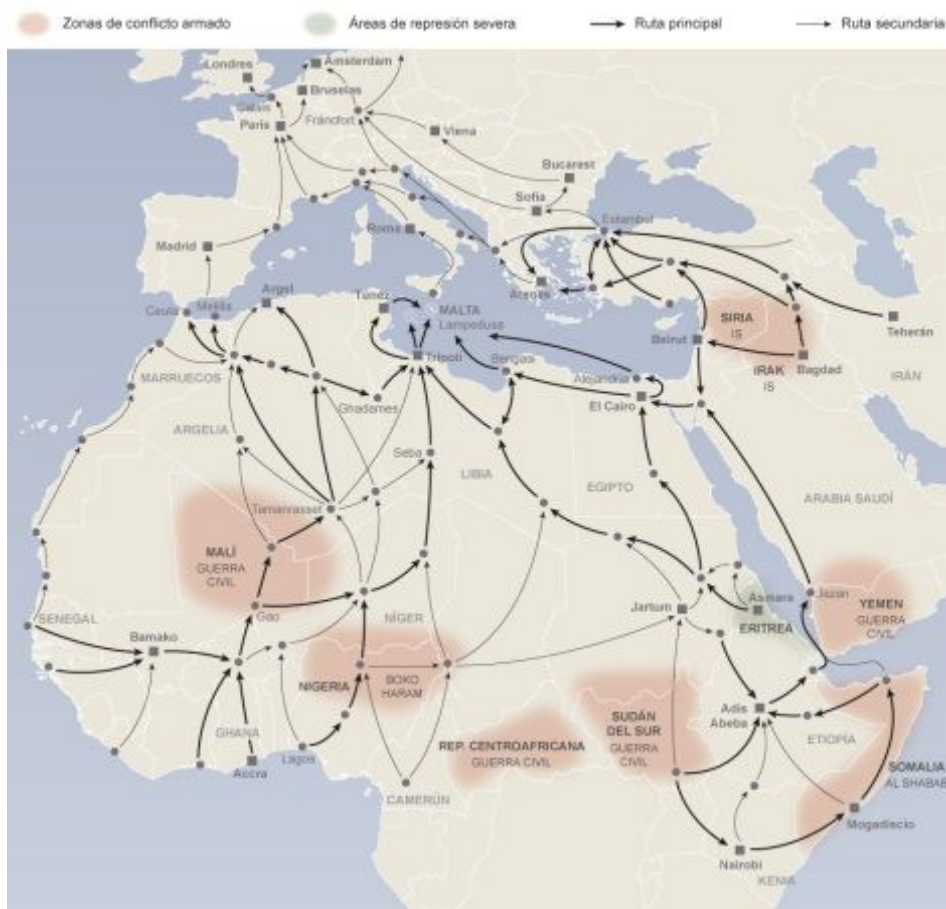 Zonas de conflicto armado
Áreas de represión severa
Ruta principal
Ruta secundaria
Londres
Amsterdam
Bruselas
Calais
París
Fráncfort
Viena
Bucarest
Sofía
Estambul
Madrid
Roma
Atenas
Argel
Túnez
Ceuta
Melilla
MALTA
Lampedusa
SIRIA
IS
Teherán
Beirut
Trípoli
Bengasi
IRAK
IS
Bagdad
IRÁN
MARRUECOS
Alejandría
El Cairo
Ghadames
ARGELIA
Seba
LIBIA
EGIPTO
ARABIA SAUDÍ
Tamanrasset
MALÍ
GUERRA
CIVIL
Jazan
YEMEN
GUERRA
CIVIL
Asmara
Jartum
ERITREA
Gao
SENEGAL
NÍGER
Bamako
NIGERIA
BOKO
HARAM
Adis
Abeba
SUDÁN
DEL SUR
GUERRA
CIVIL
GHANA
ETIOPÍA
REP. CENTROAFRICANA
GUERRA CIVIL
Lagos
SOMALIA
AL SHABAB
Accra
CAMERÚN
Mogadiscio
Nairobi
KENIA